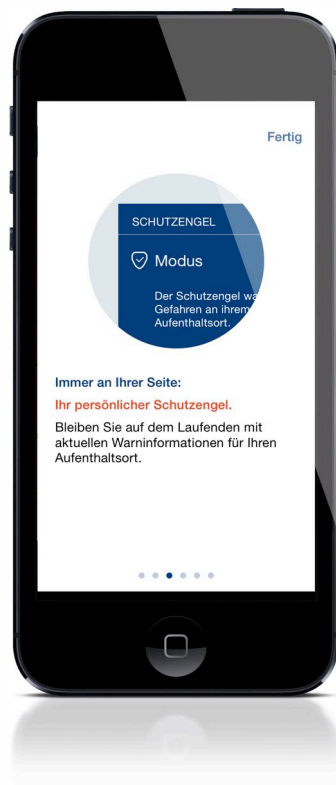 Fertig
SCHUTZENGEL
Modus
Der Schutzengel
Gefahren an ihrem
Aufenthaltsort.
Immer an Ihrer Seite:
Ihr persönlicher Schutzengel.
Bleiben Sie auf dem Laufenden mit
aktuellen Warninformationen für Ihren
Aufenthaltsort.